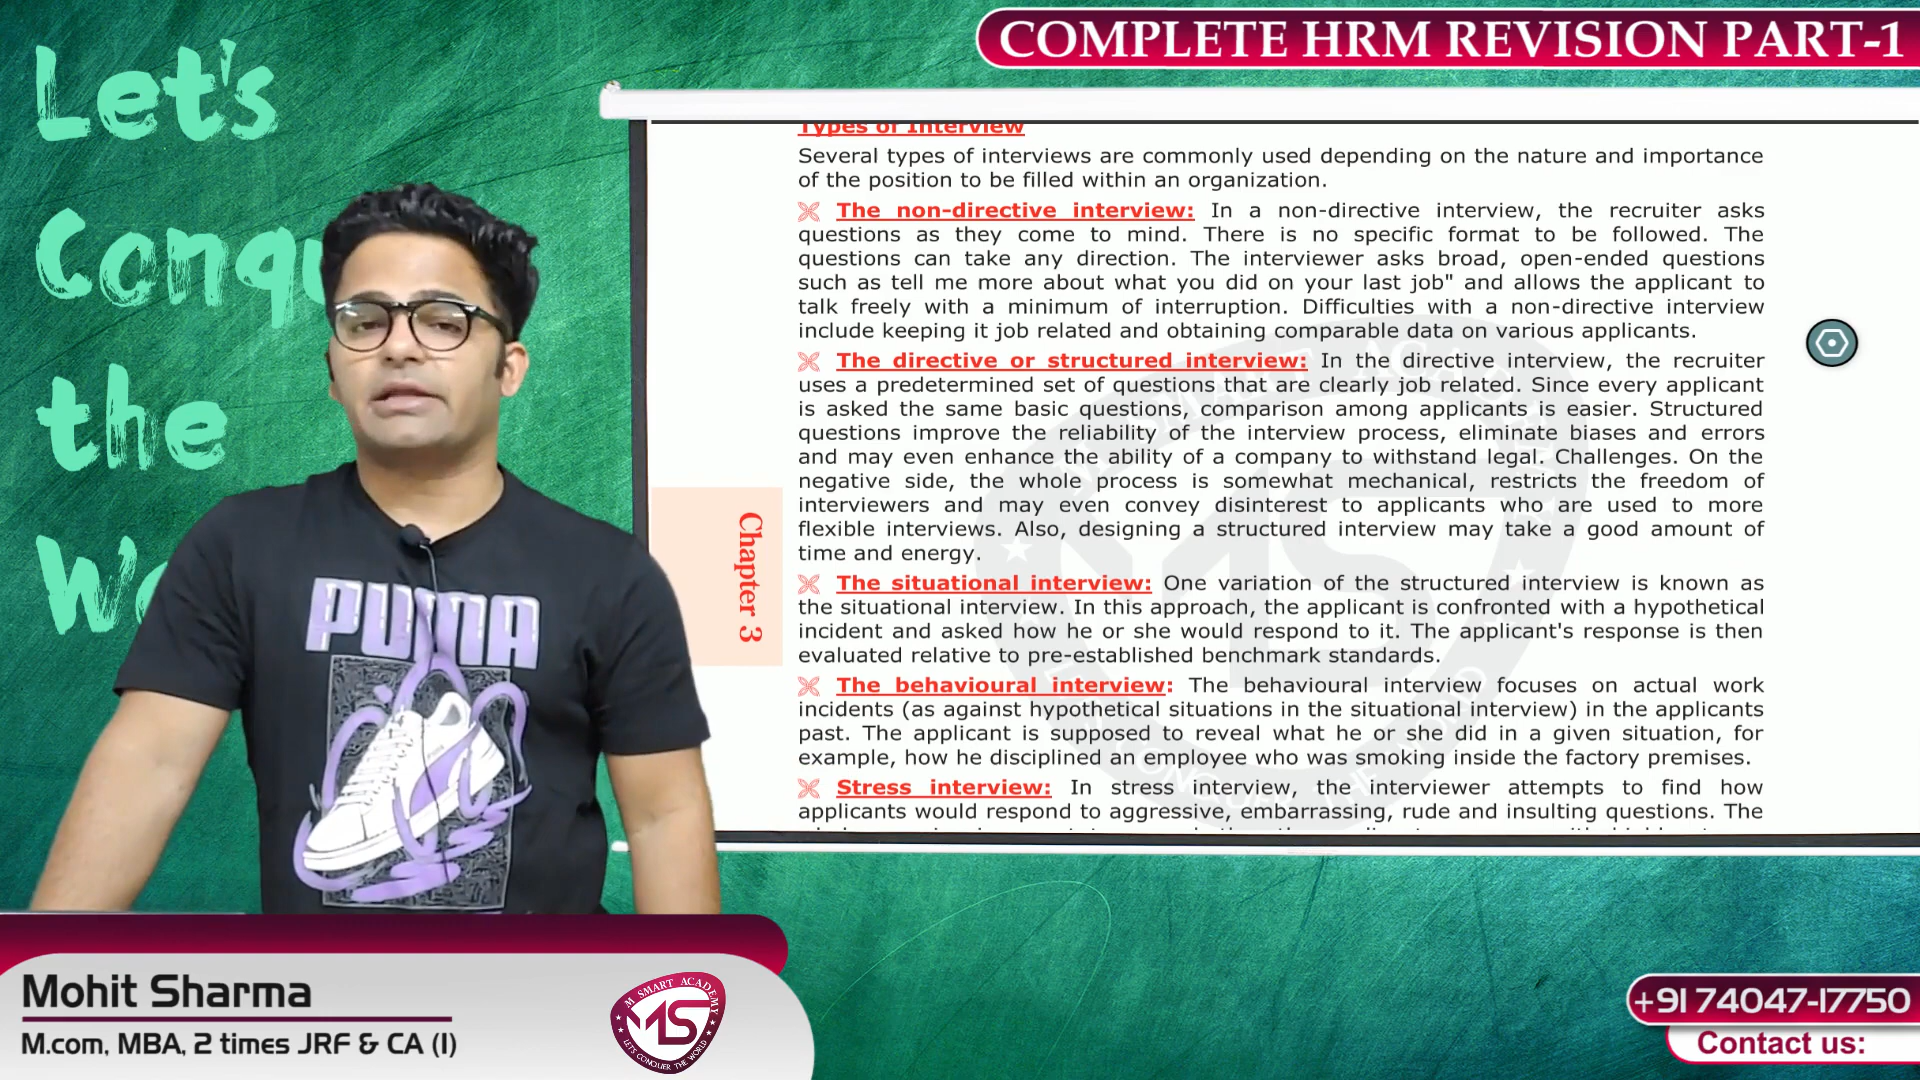 COMPLETE HRM REVISION PART-1
Let's
Conqu
the
Wo
Types of Interview
Several types of interviews are commonly used depending on the nature and importance
of the position to be filled within an organization.
The non-directive interview: In a non-directive interview, the recruiter asks
questions as they come to mind. There is no specific format to be followed. The
questions can take any direction. The interviewer asks broad, open-ended questions
such as tell me more about what you did on your last job" and allows the applicant to
talk freely with a minimum of interruption. Difficulties with a non-directive interview
include keeping it job related and obtaining comparable data on various applicants.
The directive or structured interview: In the directive interview, the recruiter
uses a predetermined set of questions that are clearly job related. Since every applicant
is asked the same basic questions, comparison among applicants is easier. Structured
questions improve the reliability of the interview process, eliminate biases and errors
and may even enhance the ability of a company to withstand legal. Challenges. On the
negative side, the whole process is somewhat mechanical, restricts the freedom of
interviewers and may even convey disinterest to applicants who are used to more
flexible interviews. Also, designing a structured interview may take a good amount of
time and energy.
The situational interview: One variation of the structured interview is known as
the situational interview. In this approach, the applicant is confronted with a hypothetical
incident and asked how he or she would respond to it. The applicant's response is then
evaluated relative to pre-established benchmark standards.
The behavioural interview: The behavioural interview focuses on actual work
incidents (as against hypothetical situations in the situational interview) in the applicants
past. The applicant is supposed to reveal what he or she did in a given situation, for
example, how he disciplined an employee who was smoking inside the factory premises.
Stress interview: In stress interview, the interviewer attempts to find how
applicants would respond to aggressive, embarrassing, rude and insulting questions. The
Chapter 3
PUMA
Mohit Sharma
M.com, MBA, 2 times JRF & CA (I)
M SMART ACADEMY
MS
LET'S CONQUER THE WORLD
+91 74047-17750
Contact us: